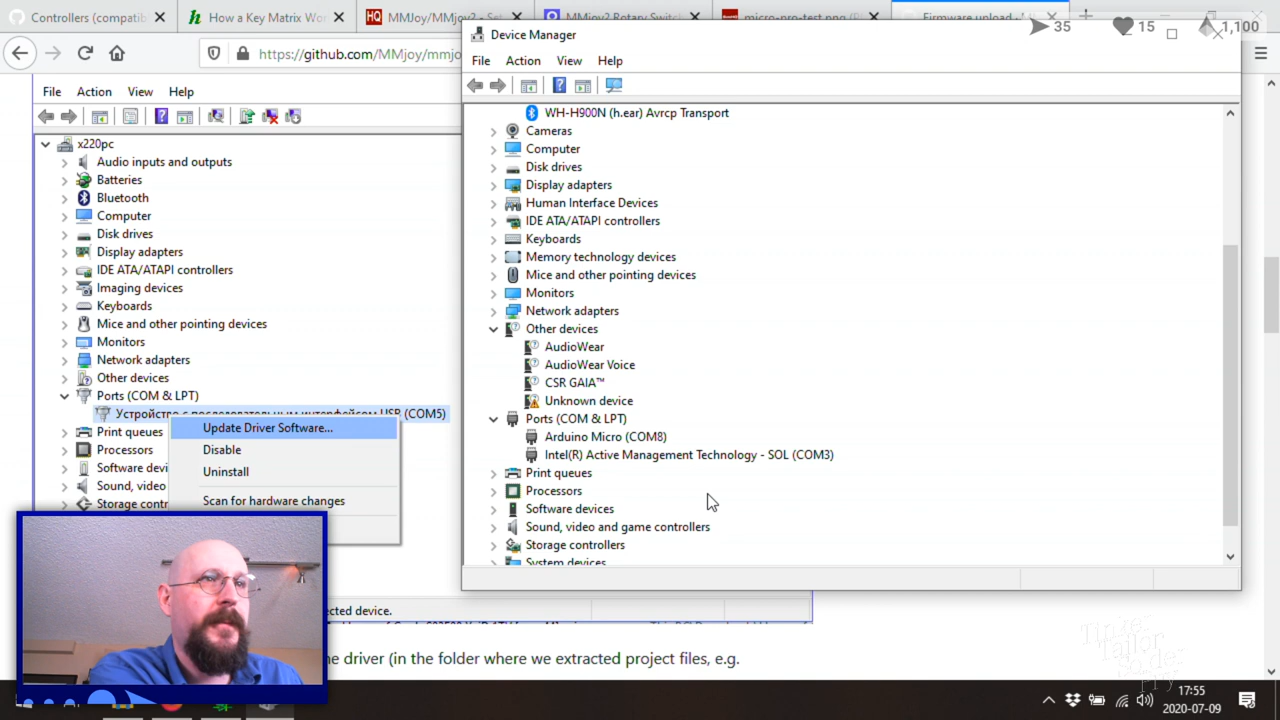 Controllers (compatib
How a Key Matrix Wor
MMJoy/MMjoy2 - Set
MMjoy2 Rotary Switch
micro-pro-test.png (P
Firmware upload · M
35
15
1,100
https://github.com/MMjoy/mmjo
File Action View Help
x220pc
Audio inputs and outputs
Batteries
Bluetooth
Computer
Disk drives
Display adapters
IDE ATA/ATAPI controllers
Imaging devices
Keyboards
Mice and other pointing devices
Monitors
Network adapters
Other devices
Ports (COM & LPT)
Устройство с последовательным интерфейсом USB (COM5)
Print queues
Processors
Software devi
Sound, video
Storage contr
Update Driver Software...
Disable
Uninstall
Scan for hardware changes
Device Manager
File Action View Help
WH-H900N (h.ear) Avrcp Transport
Cameras
Computer
Disk drives
Display adapters
Human Interface Devices
IDE ATA/ATAPI controllers
Keyboards
Memory technology devices
Mice and other pointing devices
Monitors
Network adapters
Other devices
AudioWear
AudioWear Voice
CSR GAIA™
Unknown device
Ports (COM & LPT)
Arduino Micro (COM8)
Intel(R) Active Management Technology - SOL (COM3)
Print queues
Processors
Software devices
Sound, video and game controllers
Storage controllers
System devices
ected device.
e driver (in the folder where we extracted project files, e.g.
17:55
2020-07-09